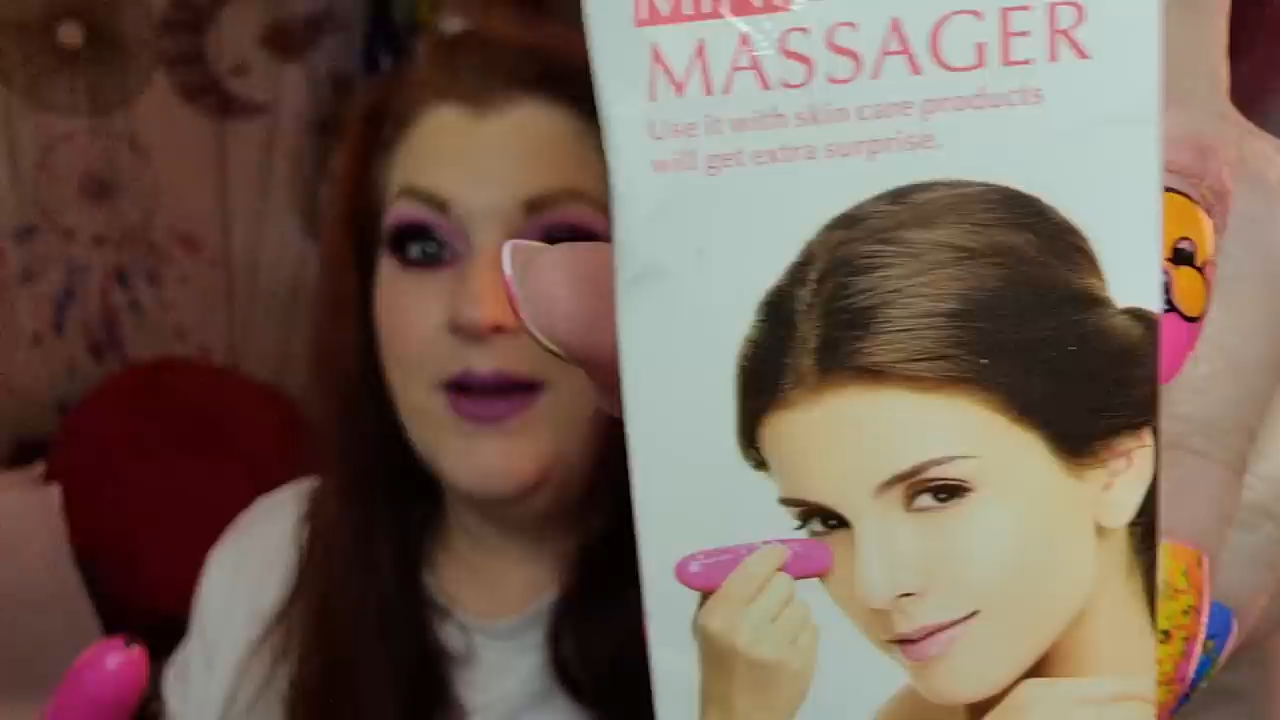 MASSAGER
Use it with skin care products
will get extra surprise.